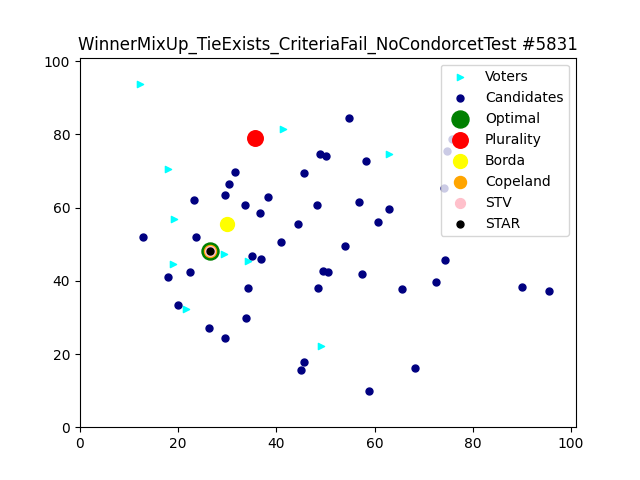 WinnerMixUp_TieExists_CriteriaFail_NoCondorcetTest #5831
100
80
60
40
20
0
0
20
40
60
80
100
Voters
Candidates
Optimal
Plurality
Borda
Copeland
STV
STAR